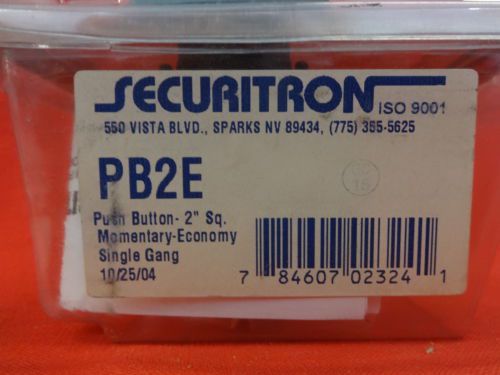 SECURITRON
ISO 9001
550 VISTA BLVD., SPARKS NV 89434, (775) 355-5625
PB2E
Push Button- 2" Sq.
Momentary-Economy
Single Gang
10/25/04
7 84607 02324 1